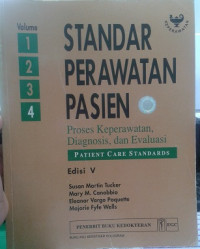 Volume
1
2
3
4
STANDAR
PERAWATAN
PASIEN
Proses Keperawatan,
Diagnosis, dan Evaluasi
PATIENT CARE STANDARDS
Edisi V
Susan Martin Tucker
Mary M. Canobbio
Eleanor Vargo Paquette
Marjorie Fyfe Wells
PENERBIT BUKU KEDOKTERAN
EGC